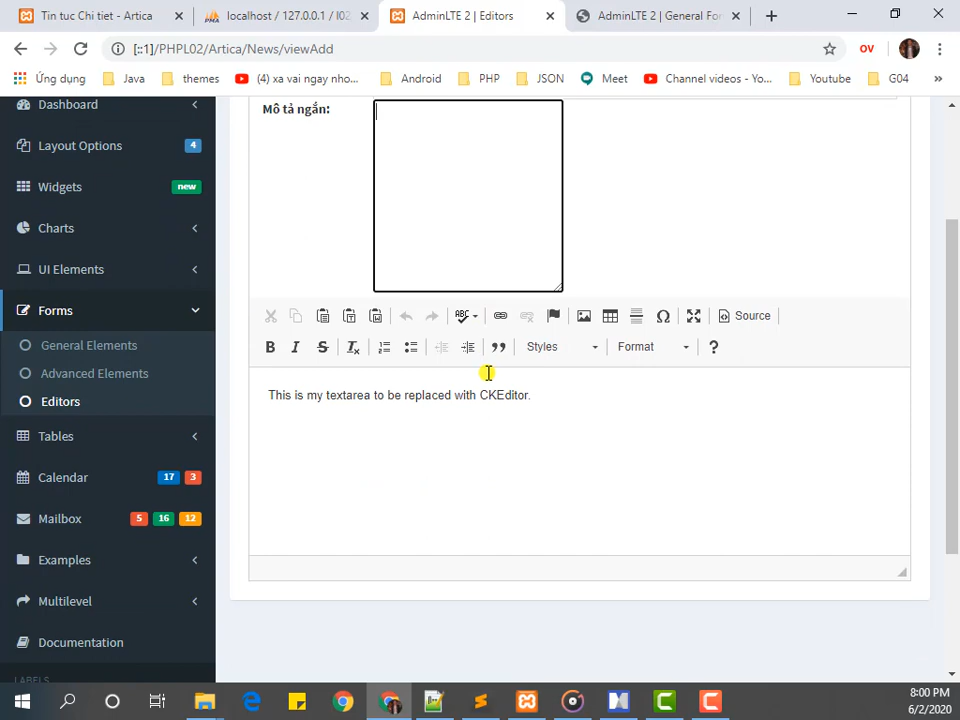 Tin tuc Chi tiet - Artica
localhost / 127.0.0.1 / l02
AdminLTE 2 | Editors
AdminLTE 2 | General For
[::1]/PHPL02/Artica/News/viewAdd
OV
Ứng dụng
Java
themes
(4) xa vai ngay nho...
Android
PHP
JSON
Meet
Channel videos - Yo...
Youtube
G04
»
Dashboard
Layout Options 4
Widgets new
Charts
UI Elements
Forms
General Elements
Advanced Elements
Editors
Tables
Calendar 17 3
Mailbox 5 16 12
Examples
Multilevel
Documentation
LABELS
Mô tả ngắn:
ABC
Ω
Source
B I S Ix
Styles
Format
?
This is my textarea to be replaced with CKEditor.
8:00 PM
6/2/2020